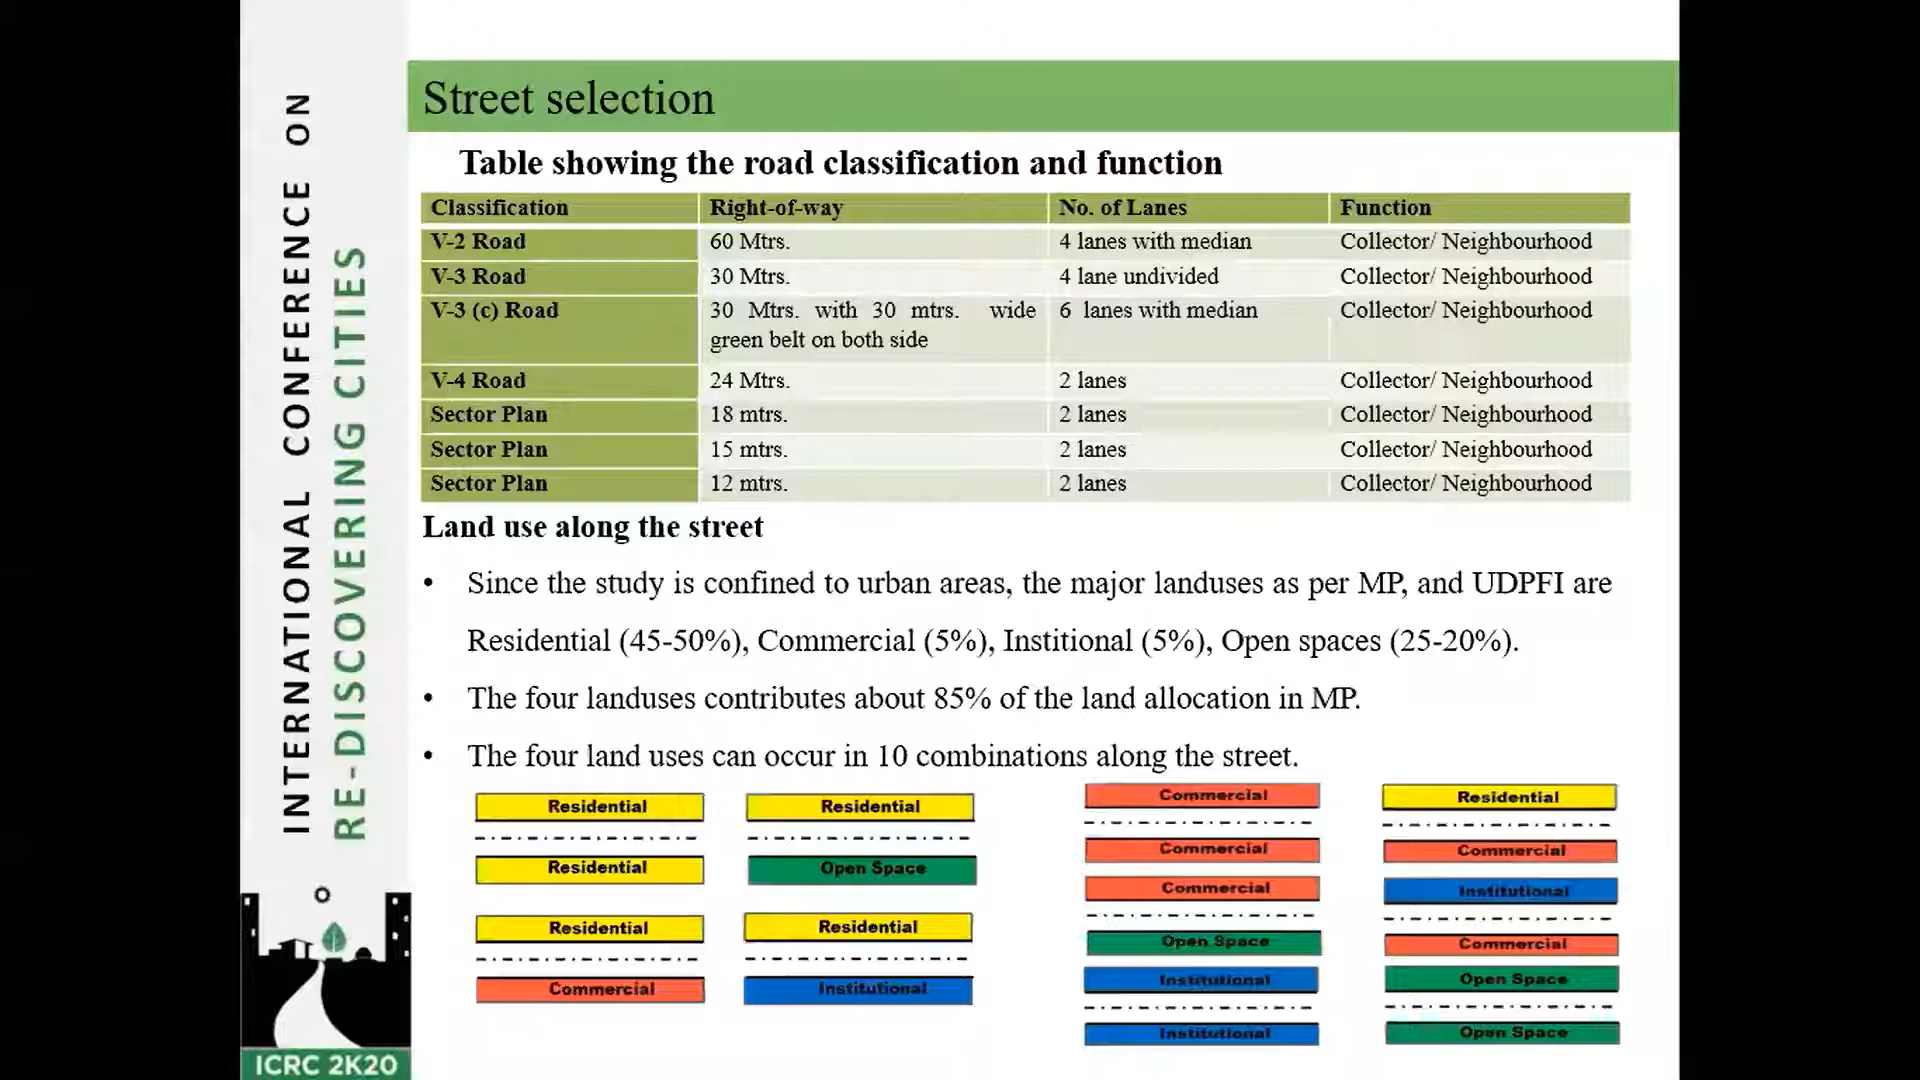 INTERNATIONAL CONFERENCE ON
RE-DISCOVERING CITIES
ICRC 2K20
Street selection
Table showing the road classification and function
Classification Right-of-way No. of Lanes Function
V-2 Road 60 Mtrs. 4 lanes with median Collector/ Neighbourhood
V-3 Road 30 Mtrs. 4 lane undivided Collector/ Neighbourhood
V-3 (c) Road 30 Mtrs. with 30 mtrs. wide 6 lanes with median Collector/ Neighbourhood
green belt on both side
V-4 Road 24 Mtrs. 2 lanes Collector/ Neighbourhood
Sector Plan 18 mtrs. 2 lanes Collector/ Neighbourhood
Sector Plan 15 mtrs. 2 lanes Collector/ Neighbourhood
Sector Plan 12 mtrs. 2 lanes Collector/ Neighbourhood
Land use along the street
• Since the study is confined to urban areas, the major landuses as per MP, and UDPFI are
Residential (45-50%), Commercial (5%), Institional (5%), Open spaces (25-20%).
• The four landuses contributes about 85% of the land allocation in MP.
• The four land uses can occur in 10 combinations along the street.
Residential
Residential
Residential
Open Space
Residential
Commercial
Residential
Institutional
Commercial
Commercial
Commercial
Open Space
Institutional
Institutional
Residential
Commercial
Institutional
Commercial
Open Space
Open Space